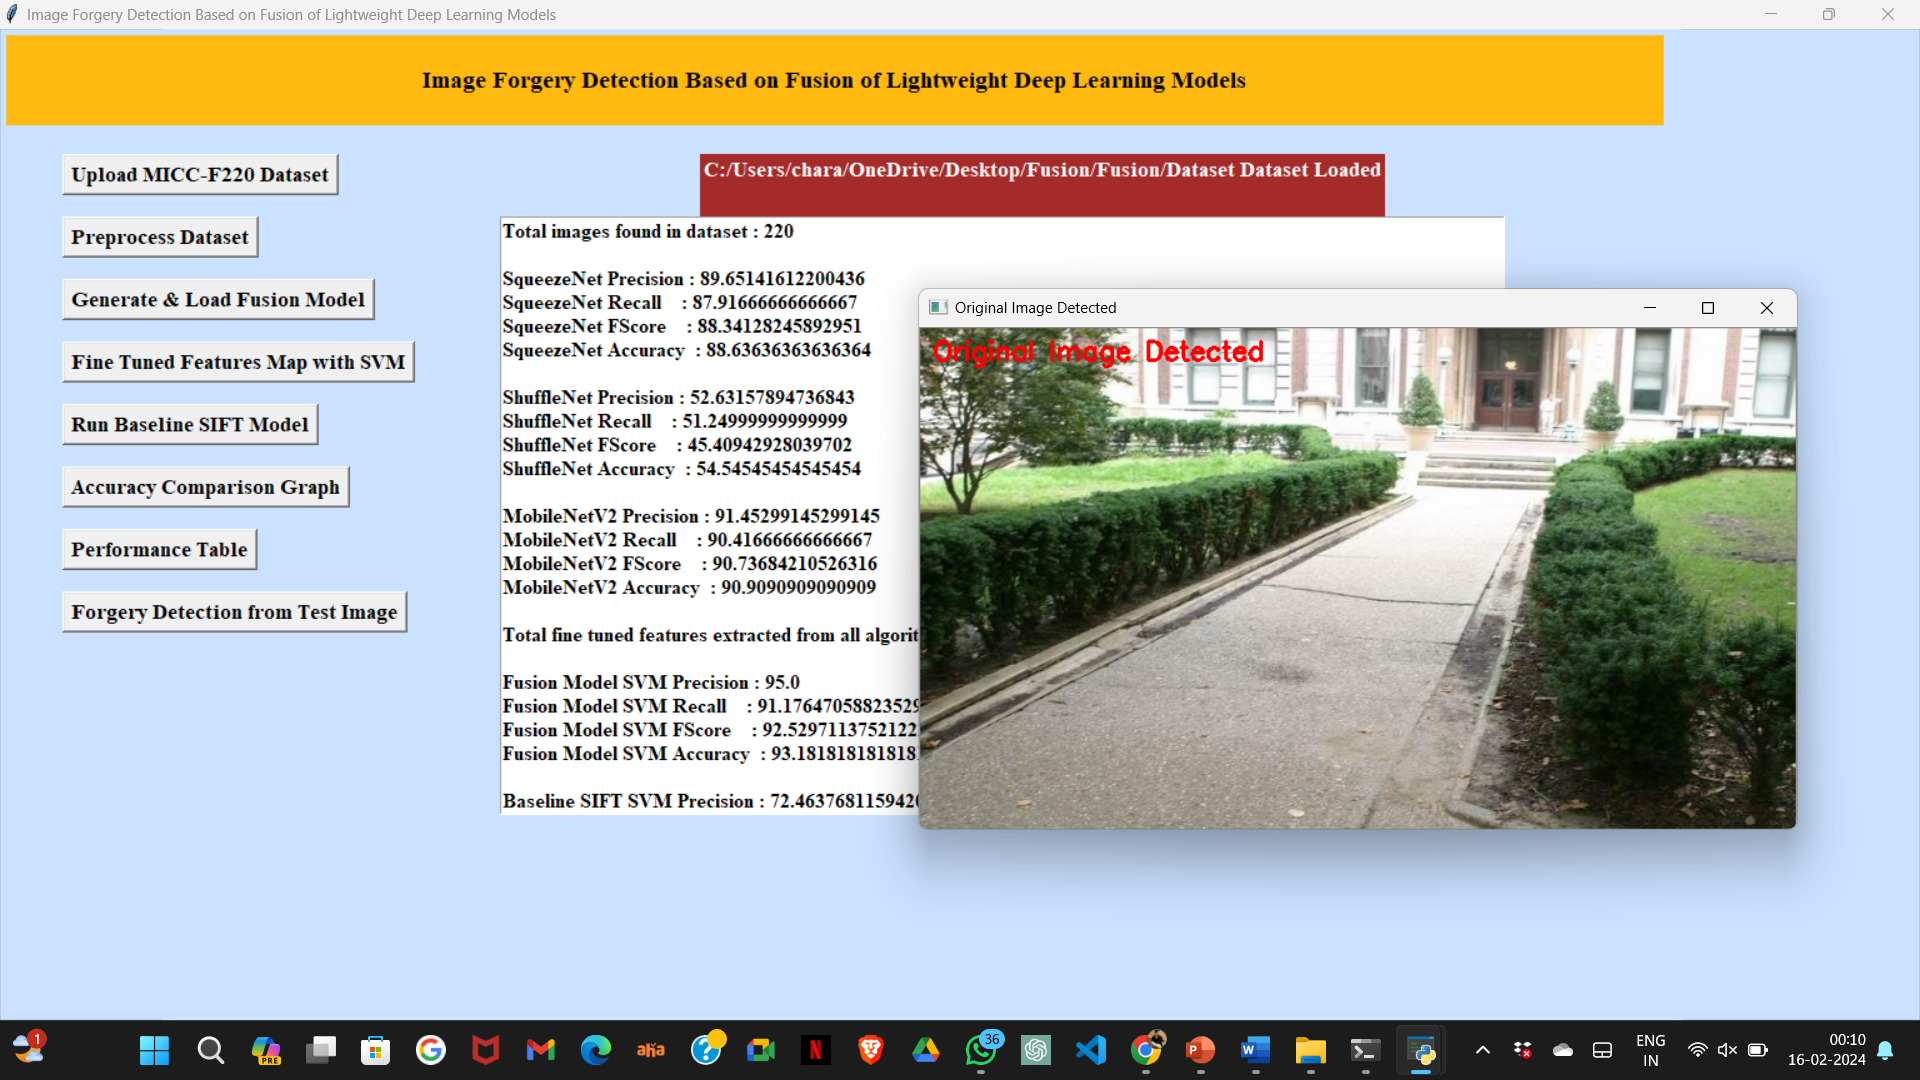 Image Forgery Detection Based on Fusion of Lightweight Deep Learning Models
Image Forgery Detection Based on Fusion of Lightweight Deep Learning Models
Upload MICC-F220 Dataset
Preprocess Dataset
Generate & Load Fusion Model
Fine Tuned Features Map with SVM
Run Baseline SIFT Model
Accuracy Comparison Graph
Performance Table
Forgery Detection from Test Image
C:/Users/chara/OneDrive/Desktop/Fusion/Fusion/Dataset Dataset Loaded
Total images found in dataset : 220
SqueezeNet Precision : 89.65141612200436
SqueezeNet Recall : 87.91666666666667
SqueezeNet FScore : 88.34128245892951
SqueezeNet Accuracy : 88.63636363636364
ShuffleNet Precision : 52.63157894736843
ShuffleNet Recall : 51.24999999999999
ShuffleNet FScore : 45.40942928039702
ShuffleNet Accuracy : 54.54545454545454
MobileNetV2 Precision : 91.45299145299145
MobileNetV2 Recall : 90.41666666666667
MobileNetV2 FScore : 90.73684210526316
MobileNetV2 Accuracy : 90.9090909090909
Total fine tuned features extracted from all algorit
Fusion Model SVM Precision : 95.0
Fusion Model SVM Recall : 91.17647058823529
Fusion Model SVM FScore : 92.5297113752122
Fusion Model SVM Accuracy : 93.1818181818181
Baseline SIFT SVM Precision : 72.4637681159420
Original Image Detected
Original Image Detected
1
PRE
aha
36
ENG
IN
00:10
16-02-2024